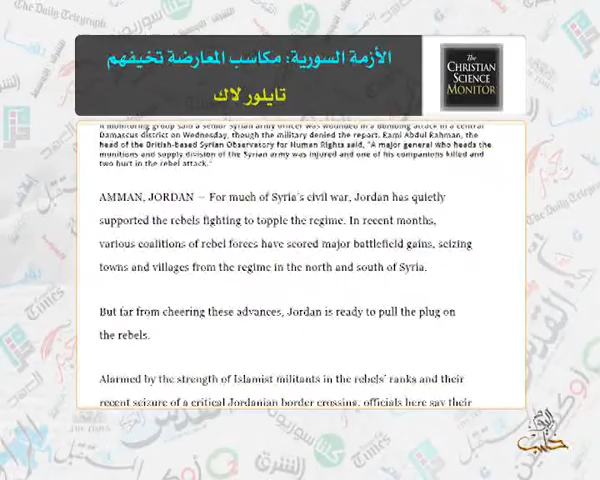 The Daily Telegraph
الأزمة السورية: مكاسب المعارضة تخيفهم
تايلور لاك
The
CHRISTIAN
SCIENCE
MONITOR
A monitoring group said a senior Syrian army officer was wounded in a bombing attack in a central
Damascus district on Wednesday, though the military denied the report. Rami Abdul Rahman, the
head of the British-based Syrian Observatory for Human Rights said, "A major general who heads the
munitions and supply division of the Syrian army was injured and one of his companions killed and
two hurt in the rebel attack."
AMMAN, JORDAN — For much of Syria's civil war, Jordan has quietly
supported the rebels fighting to topple the regime. In recent months,
various coalitions of rebel forces have scored major battlefield gains, seizing
towns and villages from the regime in the north and south of Syria.
But far from cheering these advances, Jordan is ready to pull the plug on
the rebels.
Alarmed by the strength of Islamist militants in the rebels' ranks and their
recent seizure of a critical Jordanian border crossing, officials here say their